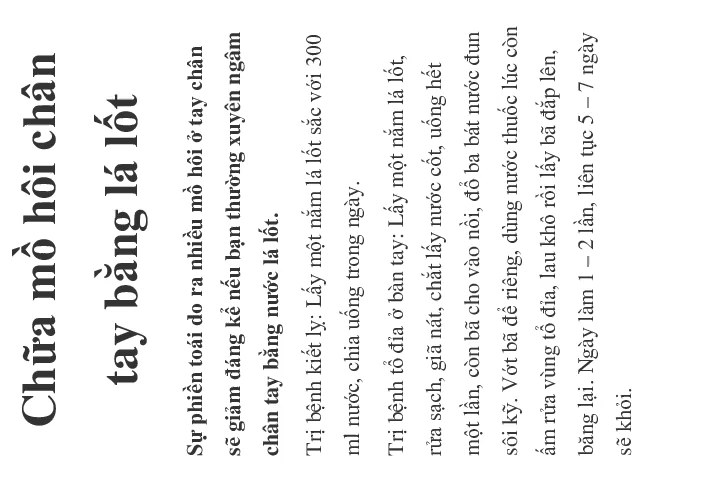 Chữa mồ hôi chân
tay bằng lá lốt
Sự phiền toái do ra nhiều mồ hôi ở tay chân
sẽ giảm đáng kể nếu bạn thường xuyên ngâm
chân tay bằng nước lá lốt.
Trị bệnh kiết lỵ: Lấy một nắm lá lốt sắc với 300
ml nước, chia uống trong ngày.
Trị bệnh tổ đỉa ở bàn tay: Lấy một nắm lá lốt,
rửa sạch, giã nát, chắt lấy nước cốt, uống hết
một lần, còn bã cho vào nồi, đổ ba bát nước đun
sôi kỹ. Vớt bã để riêng, dùng nước thuốc lúc còn
ấm rửa vùng tổ đỉa, lau khô rồi lấy bã đắp lên,
băng lại. Ngày làm 1 – 2 lần, liên tục 5 – 7 ngày
sẽ khỏi.